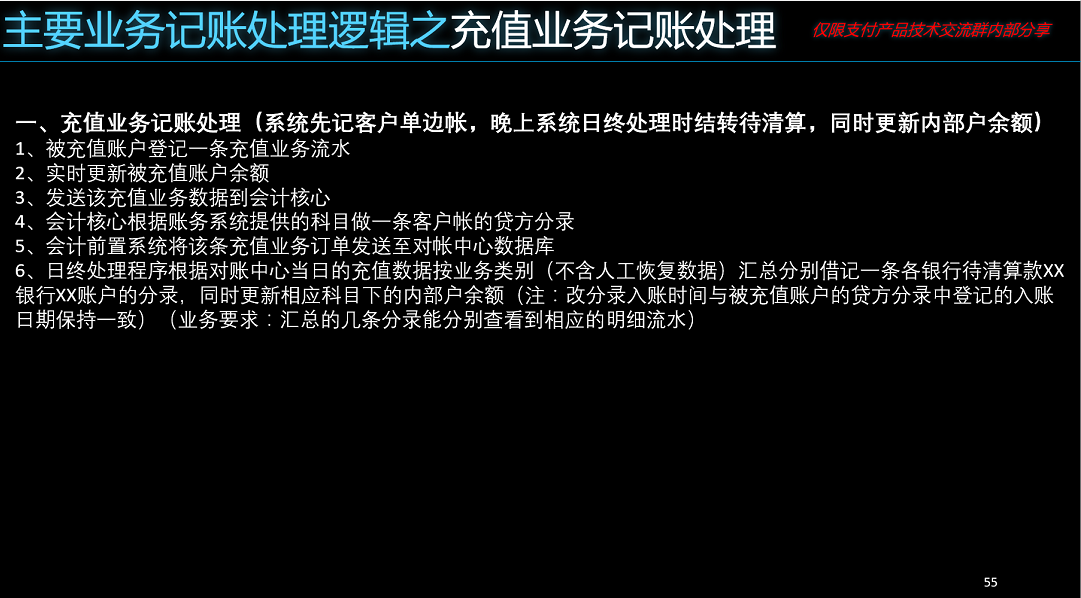 主要业务记账处理逻辑之充值业务记账处理
仅限支付产品技术交流群内部分享
一、充值业务记账处理（系统先记客户单边帐，晚上系统日终处理时结转待清算，同时更新内部户余额）
1、被充值账户登记一条充值业务流水
2、实时更新被充值账户余额
3、发送该充值业务数据到会计核心
4、会计核心根据账务系统提供的科目做一条客户帐的贷方分录
5、会计前置系统将该条充值业务订单发送至对帐中心数据库
6、日终处理程序根据对账中心当日的充值数据按业务类别（不含人工恢复数据）汇总分别借记一条各银行待清算款XX
银行XX账户的分录，同时更新相应科目下的内部户余额（注：改分录入账时间与被充值账户的贷方分录中登记的入账
日期保持一致）（业务要求：汇总的几条分录能分别查看到相应的明细流水）
55